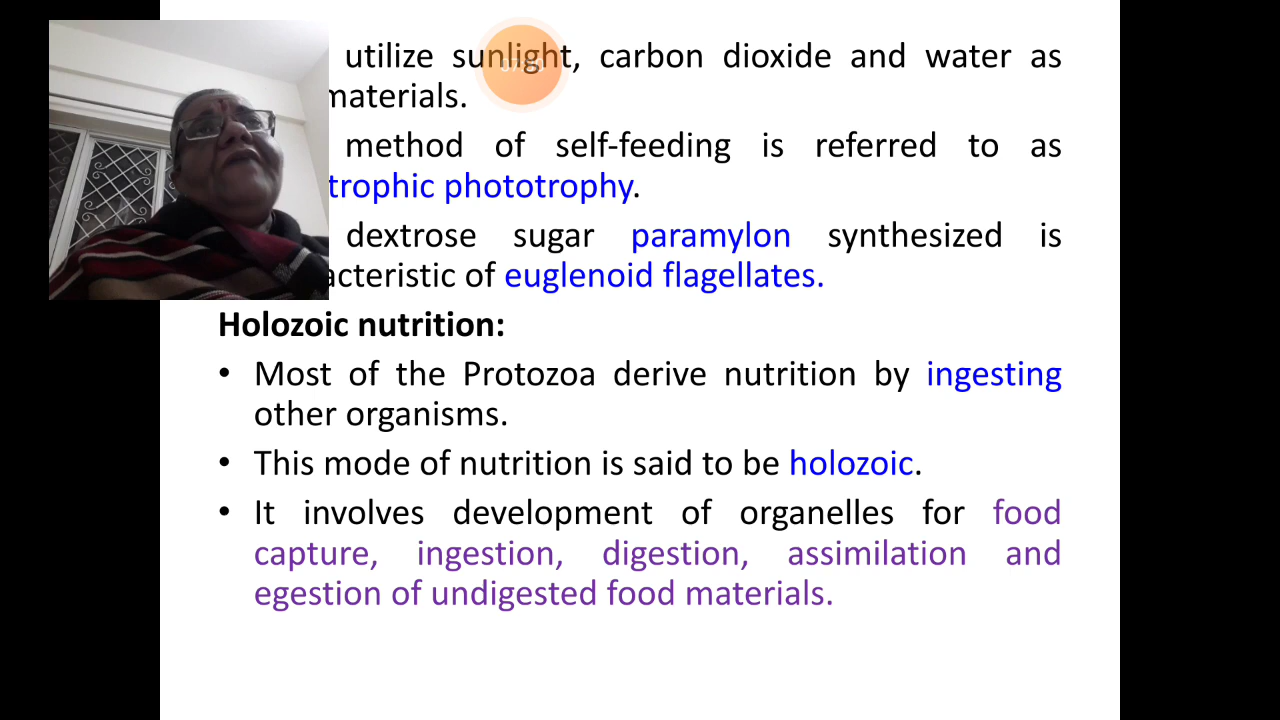 utilize sunlight, carbon dioxide and water as
materials.
method of self-feeding is referred to as
trophic phototrophy.
dextrose sugar paramylon synthesized is
acteristic of euglenoid flagellates.
Holozoic nutrition:
• Most of the Protozoa derive nutrition by ingesting
other organisms.
• This mode of nutrition is said to be holozoic.
• It involves development of organelles for food
capture, ingestion, digestion, assimilation and
egestion of undigested food materials.